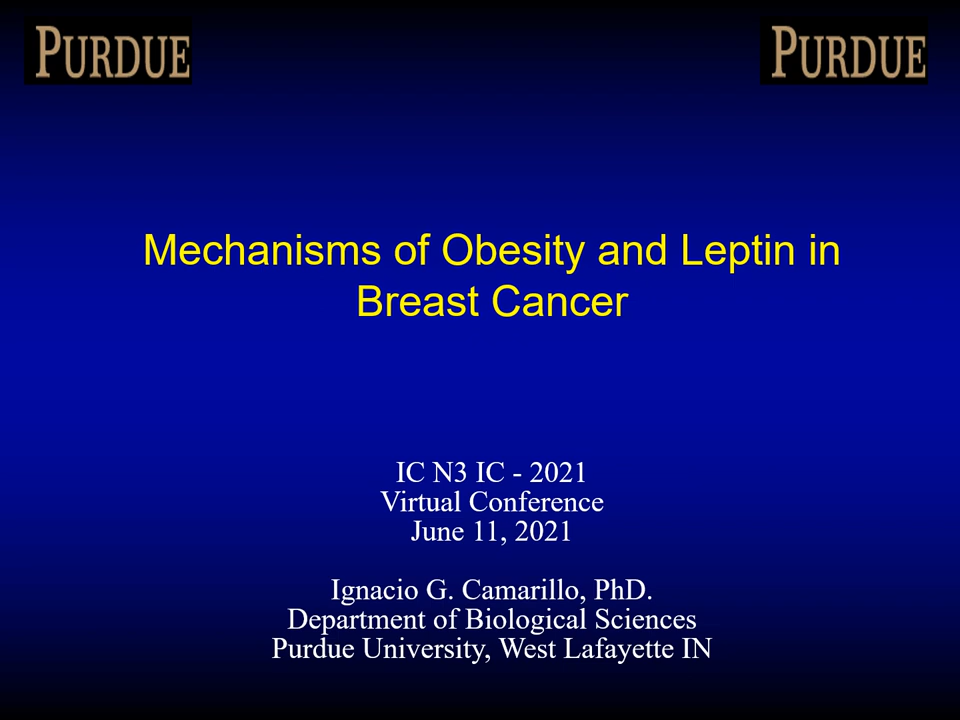 PURDUE PURDUE
Mechanisms of Obesity and Leptin in
Breast Cancer
IC N3 IC - 2021
Virtual Conference
June 11, 2021
Ignacio G. Camarillo, PhD.
Department of Biological Sciences
Purdue University, West Lafayette IN